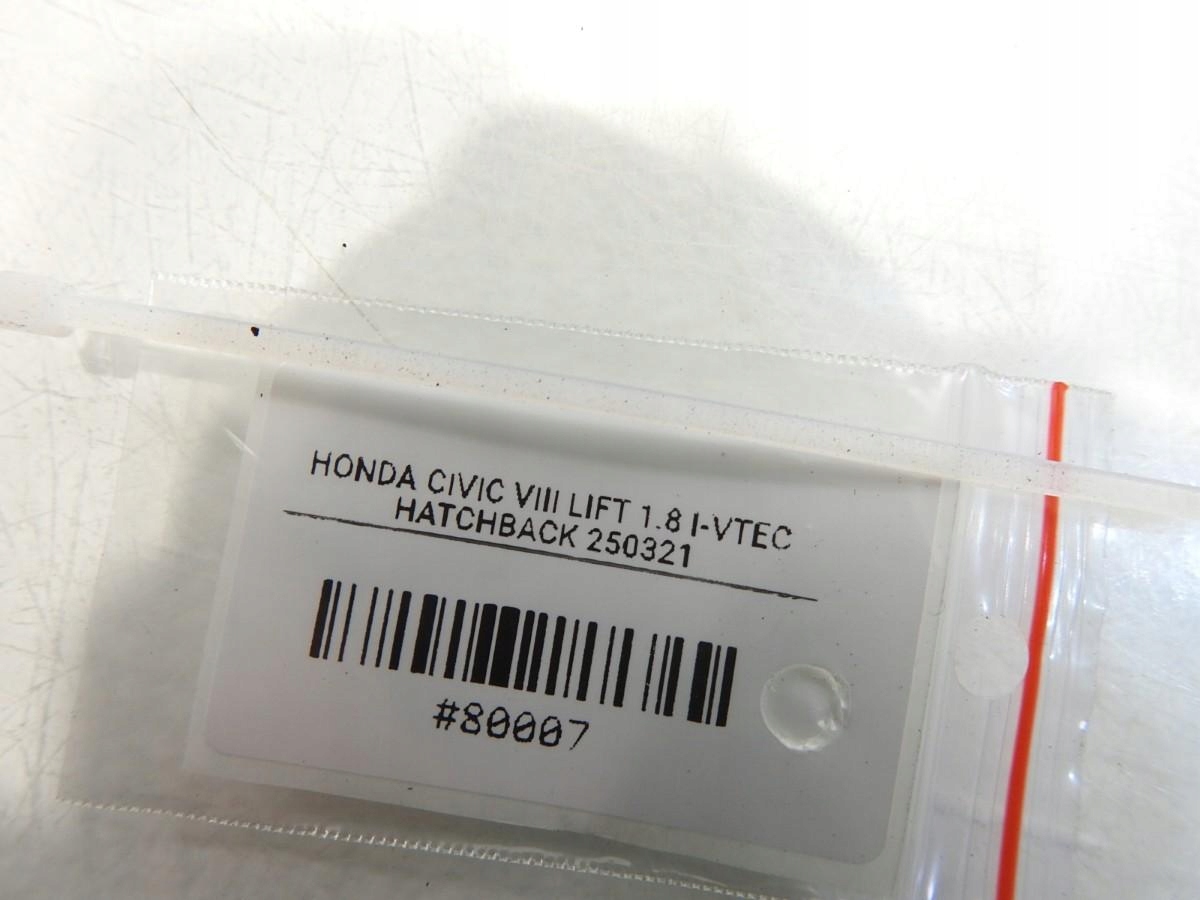 HONDA CIVIC VIII LIFT 1.8 I-VTEC
HATCHBACK 250321
#80007